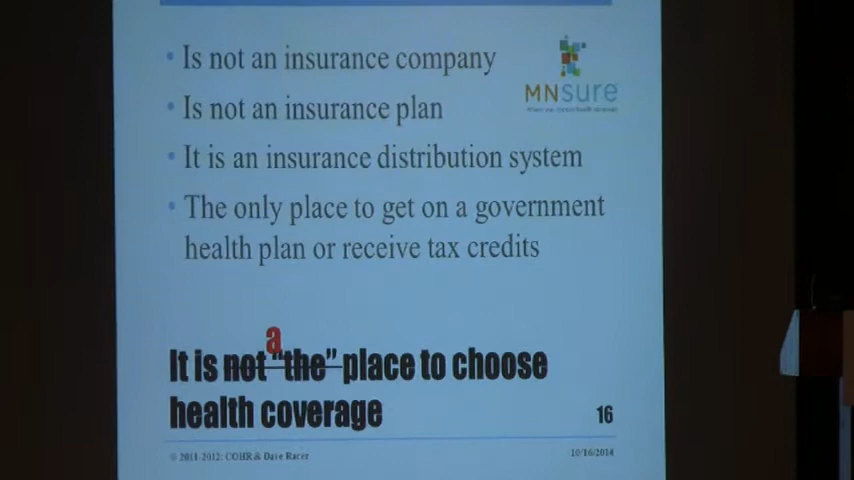 • Is not an insurance company
MNsure
• Is not an insurance plan
• It is an insurance distribution system
• The only place to get on a government
health plan or receive tax credits
a
It is not "the" place to choose
health coverage
16
© 2011-2012: COHR & Dave Racer
10/16/2014